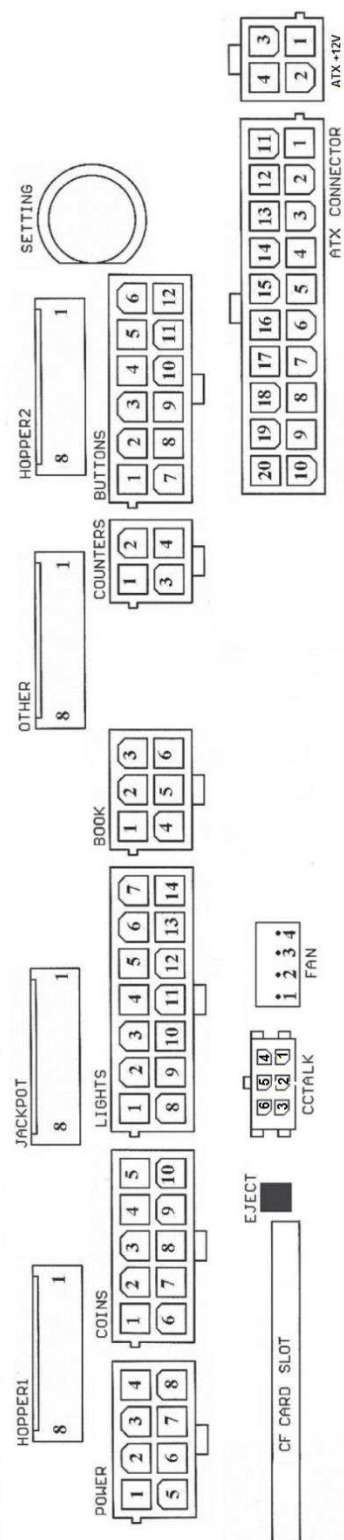 HOPPER1
8 1
JACKPOT
8 1
OTHER
8 1
HOPPER2
8 1
SETTING
POWER
1 2 3 4
5 6 7 8
COINS
1 2 3 4 5
6 7 8 9 10
LIGHTS
1 2 3 4 5 6 7
8 9 10 11 12 13 14
BOOK
1 2 3
4 5 6
COUNTERS
1 2
3 4
BUTTONS
1 2 3 4 5 6
7 8 9 10 11 12
CF CARD SLOT
EJECT
6 5 4
3 2 1
CCTALK
1 2 3 4
FAN
20 19 18 17 16 15 14 13 12 11
10 9 8 7 6 5 4 3 2 1
ATX CONNECTOR
4 3
2 1
ATX +12V